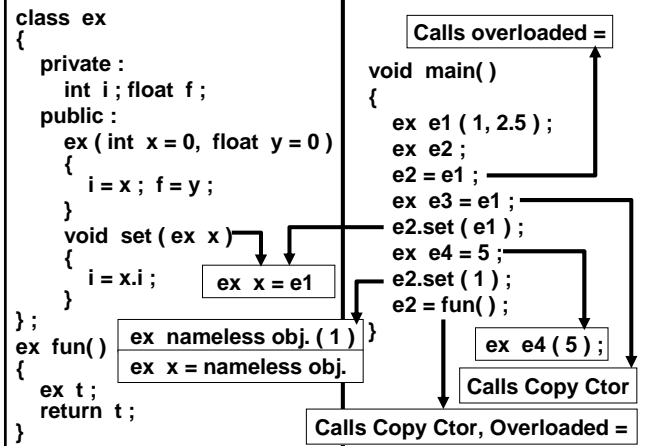 class ex
{
private :
int i ; float f ;
public :
ex ( int x = 0, float y = 0 )
{
i = x ; f = y ;
}
void set ( ex x )
{
i = x.i ;
}
} ;
ex fun( )
{
ex t ;
return t ;
}
ex x = e1
ex nameless obj. ( 1 )
ex x = nameless obj.
Calls overloaded =
void main( )
{
ex e1 ( 1, 2.5 ) ;
ex e2 ;
e2 = e1 ;
ex e3 = e1 ;
e2.set ( e1 ) ;
ex e4 = 5 ;
e2.set ( 1 ) ;
e2 = fun( ) ;
}
ex e4 ( 5 ) ;
Calls Copy Ctor
Calls Copy Ctor, Overloaded =